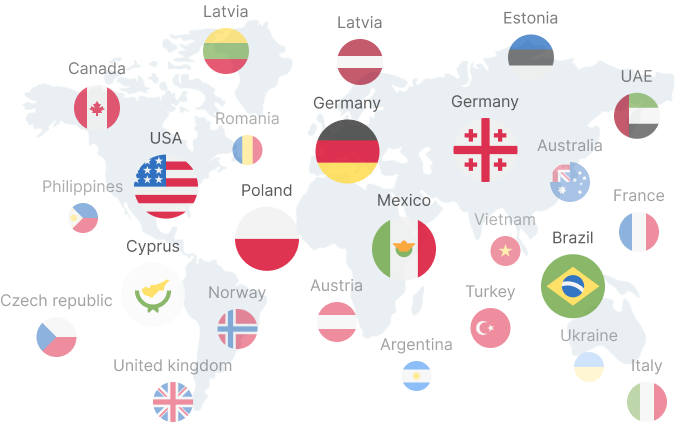 Latvia
Latvia
Estonia
Canada
UAE
Germany
Germany
Romania
USA
Australia
Philippines
Poland
Mexico
France
Vietnam
Cyprus
Brazil
Czech republic
Norway
Austria
Turkey
Ukraine
Argentina
United kingdom
Italy